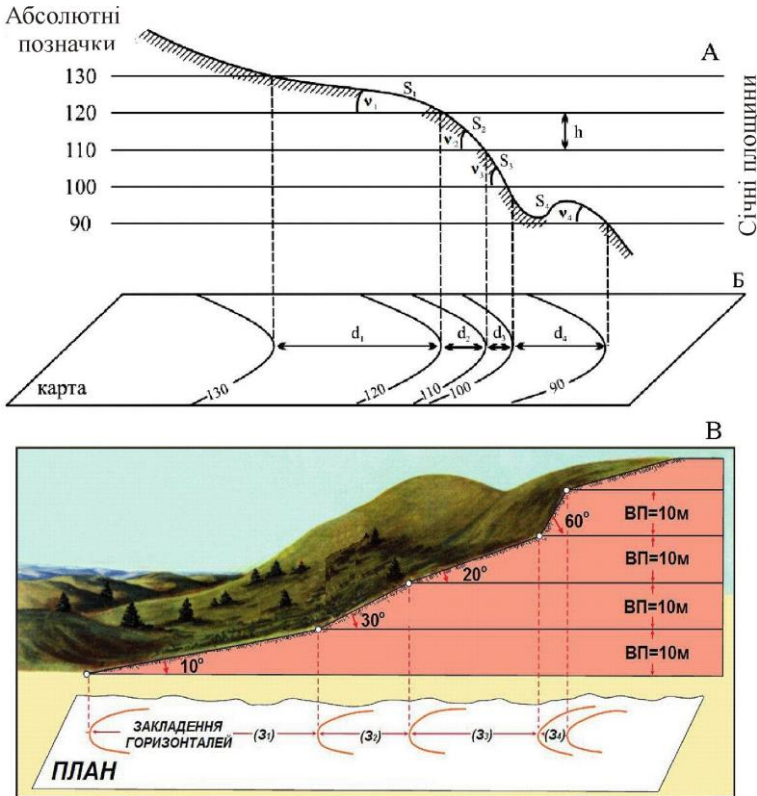 Абсолютні
позначки
А
130
120
110
100
90
S₁
S₂
S₃
S₄
ν₁
ν₂
ν₃
ν₄
h
Січні площини
Б
d₁
d₂
d₃
d₄
карта
130
120
110
100
90
В
60°
20°
30°
10°
ВП=10м
ВП=10м
ВП=10м
ВП=10м
ЗАКЛАДЕННЯ
ГОРИЗОНТАЛЕЙ
(З₁)
(З₂)
(З₃)
(З₄)
ПЛАН